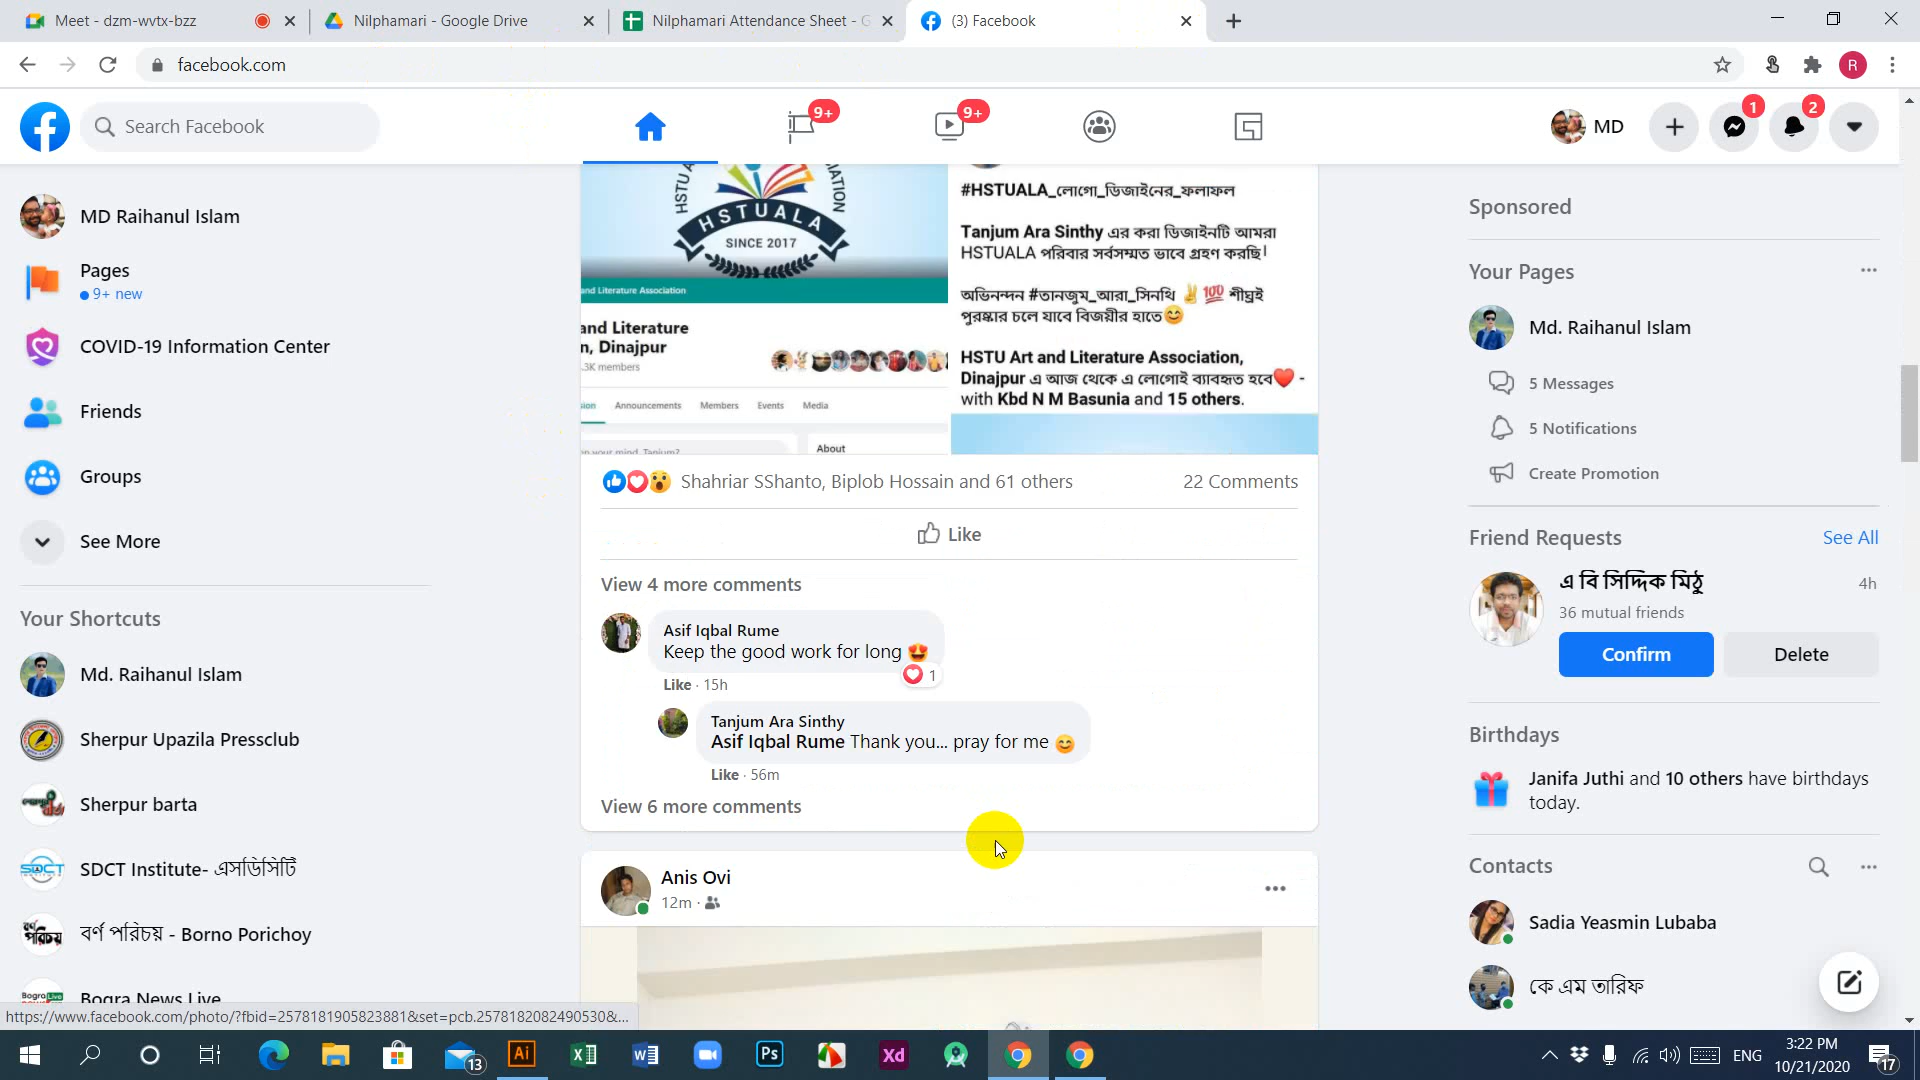 Meet - dzm-wvtx-bzz
Nilphamari - Google Drive
Nilphamari Attendance Sheet - G
(3) Facebook
facebook.com
R
Search Facebook
9+
9+
MD
1
2
MD Raihanul Islam
Pages
9+ new
COVID-19 Information Center
Friends
Groups
See More
Your Shortcuts
Md. Raihanul Islam
Sherpur Upazila Pressclub
Sherpur barta
SDCT Institute- এসডিসিটি
বর্ণ পরিচয় - Borno Porichoy
Bogra News Live
https://www.facebook.com/photo/?fbid=2578181905823881&set=pcb.2578182082490530&...
HSTUALA
SINCE 2017
and Literature Association
and Literature
n, Dinajpur
.3K members
sion Announcements Members Events Media
About
#HSTUALA_লোগো_ডিজাইনের_ফলাফল
Tanjum Ara Sinthy এর করা ডিজাইনটি আমরা
HSTUALA পরিবার সর্বসম্মত ভাবে গ্রহণ করছি!
অভিনন্দন #তানজুম_আরা_সিনথি ✌️ 💯 শীঘ্রই
পুরষ্কার চলে যাবে বিজয়ীর হাতে😊
HSTU Art and Literature Association,
Dinajpur এ আজ থেকে এ লোগোই ব্যবহৃত হবে❤️ -
with Kbd N M Basunia and 15 others.
Shahriar SShanto, Biplob Hossain and 61 others
22 Comments
Like
View 4 more comments
Asif Iqbal Rume
Keep the good work for long 😍
1
Like · 15h
Tanjum Ara Sinthy
Asif Iqbal Rume Thank you... pray for me 😊
Like · 56m
View 6 more comments
Anis Ovi
12m ·
Sponsored
Your Pages
Md. Raihanul Islam
5 Messages
5 Notifications
Create Promotion
Friend Requests
See All
এ বি সিদ্দিক মিঠু
4h
36 mutual friends
Confirm
Delete
Birthdays
Janifa Juthi and 10 others have birthdays
today.
Contacts
Sadia Yeasmin Lubaba
কে এম তারিফ
13
Ai
Ps
Xd
ENG
3:22 PM
10/21/2020
17